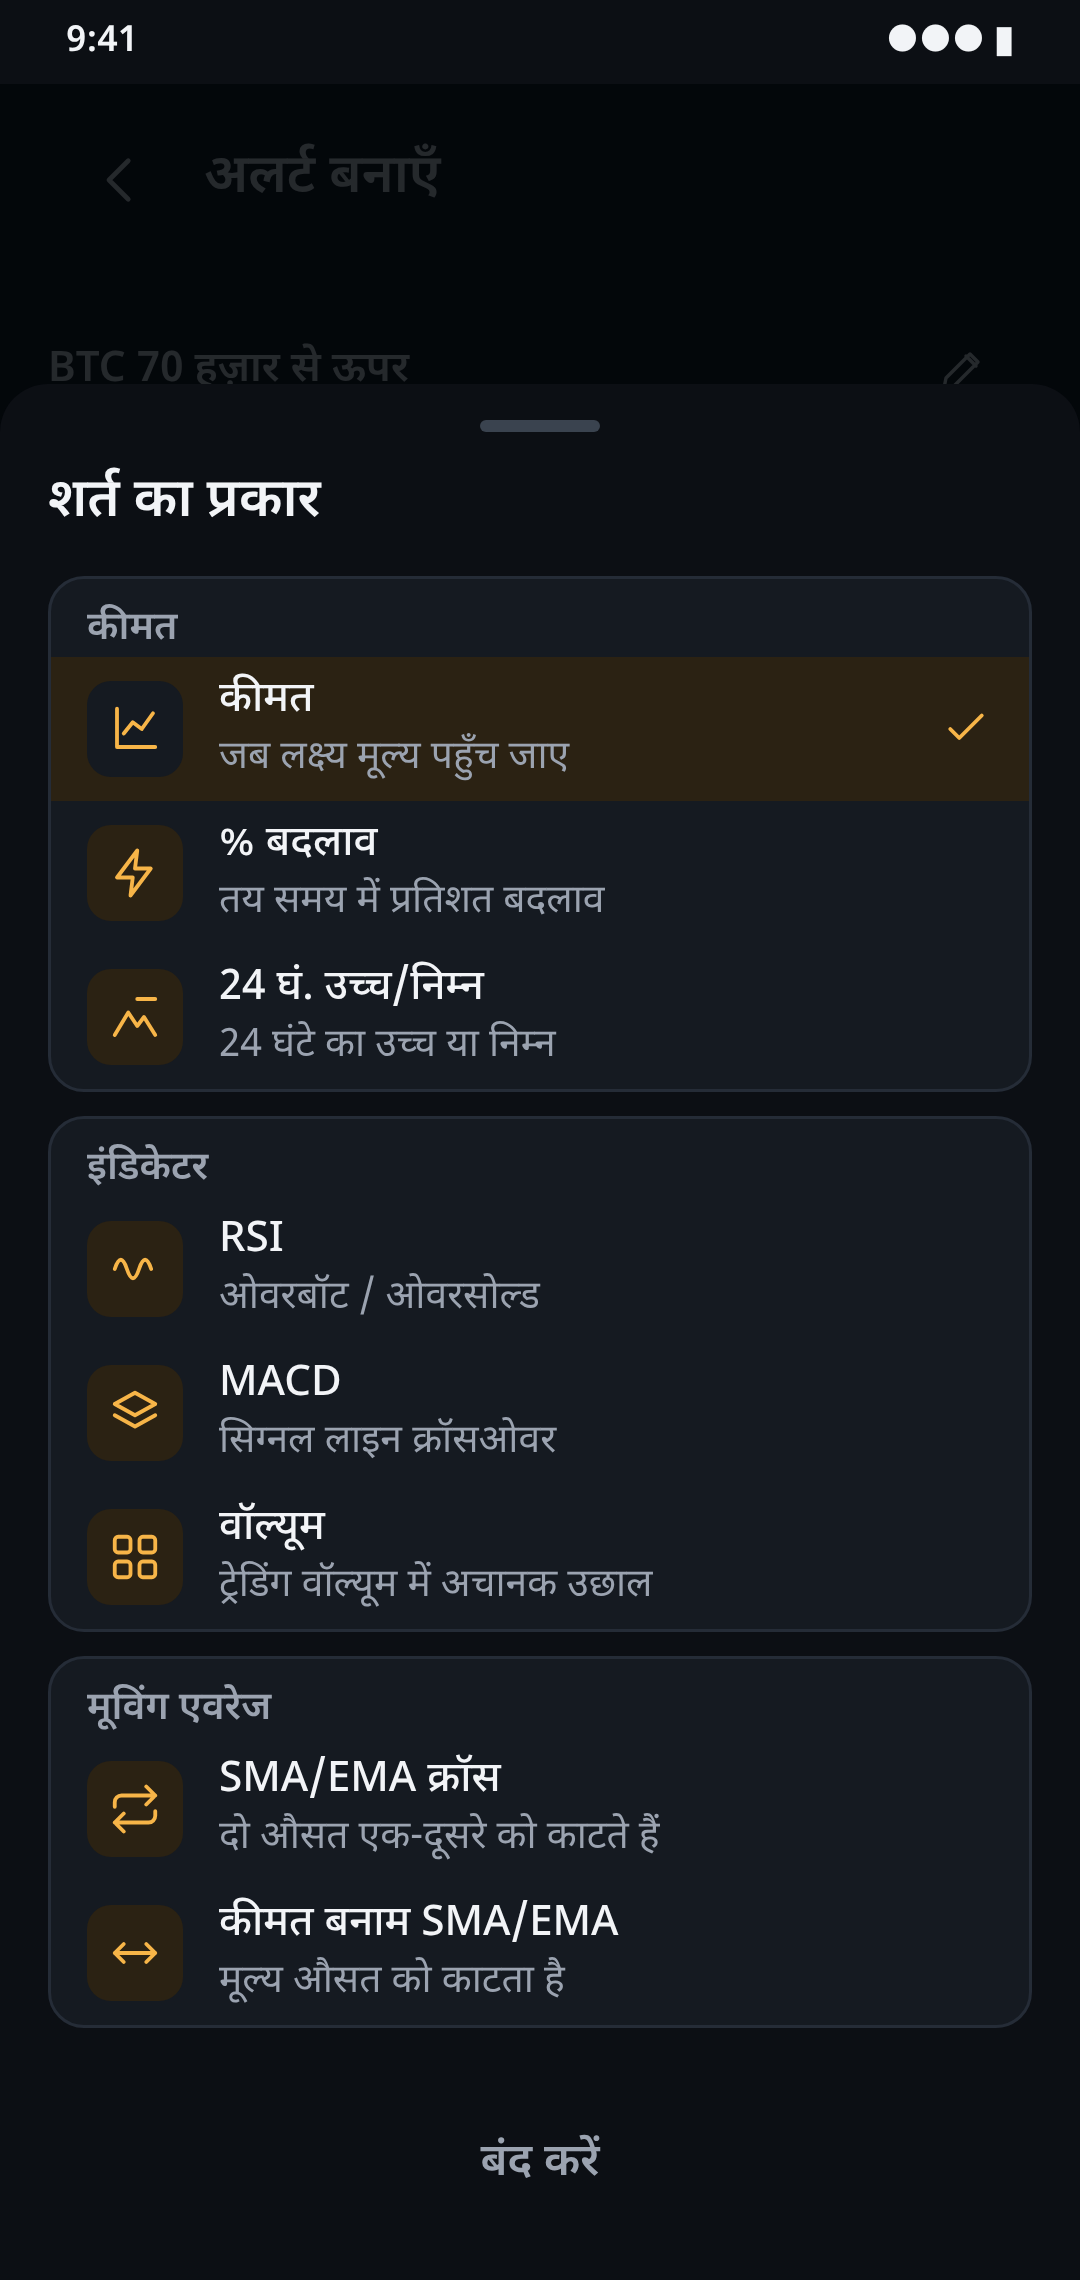 9:41
अलर्ट बनाएँ
BTC 70 हज़ार से ऊपर
शर्त का प्रकार
कीमत
कीमत
जब लक्ष्य मूल्य पहुँच जाए
% बदलाव
तय समय में प्रतिशत बदलाव
24 घं. उच्च/निम्न
24 घंटे का उच्च या निम्न
इंडिकेटर
RSI
ओवरबॉट / ओवरसोल्ड
MACD
सिग्नल लाइन क्रॉसओवर
वॉल्यूम
ट्रेडिंग वॉल्यूम में अचानक उछाल
मूविंग एवरेज
SMA/EMA क्रॉस
दो औसत एक-दूसरे को काटते हैं
कीमत बनाम SMA/EMA
मूल्य औसत को काटता है
बंद करें